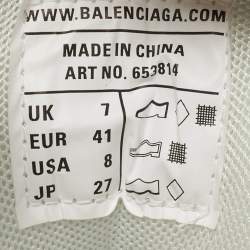 WWW.BALENCIAGA.COM
MADE IN CHINA
ART NO. 653814
UK 7
EUR 41
USA 8
JP 27